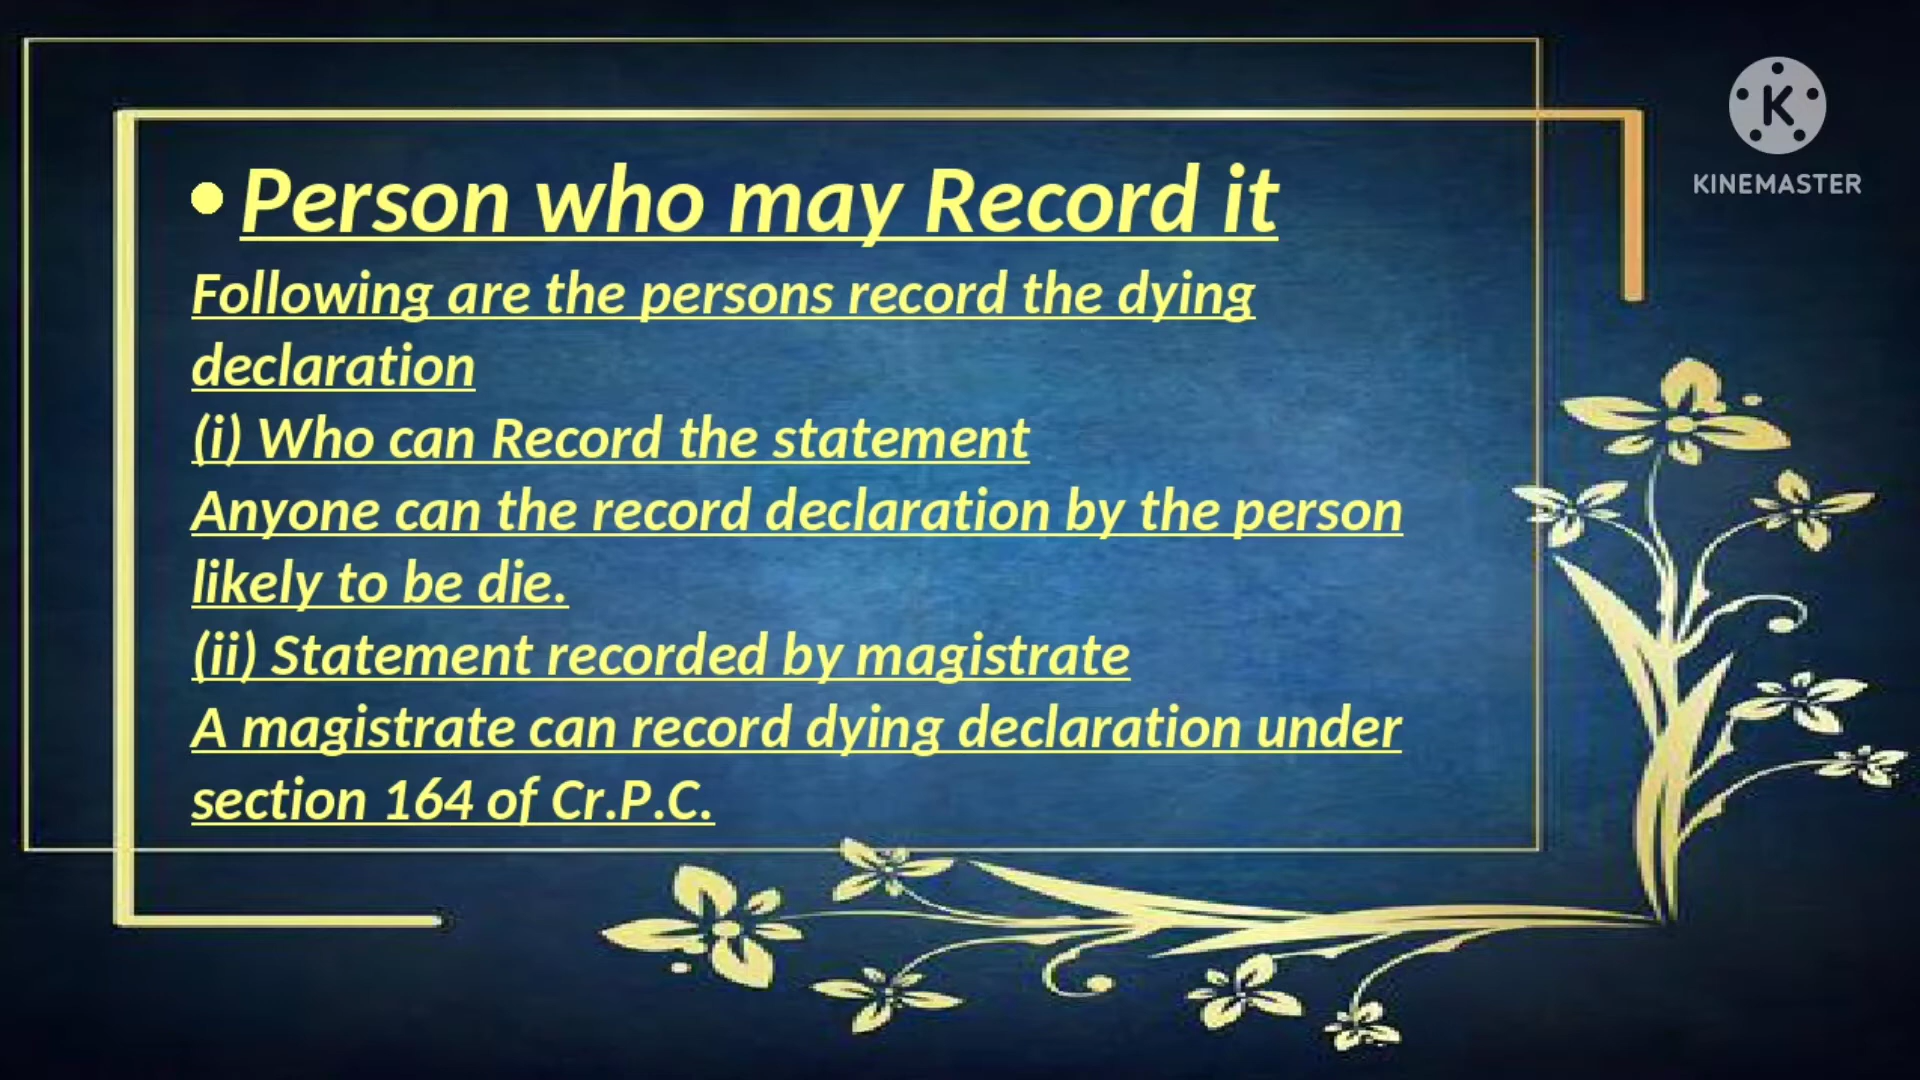 K
KINEMASTER
• Person who may Record it
Following are the persons record the dying
declaration
(i) Who can Record the statement
Anyone can the record declaration by the person
likely to be die.
(ii) Statement recorded by magistrate
A magistrate can record dying declaration under
section 164 of Cr.P.C.